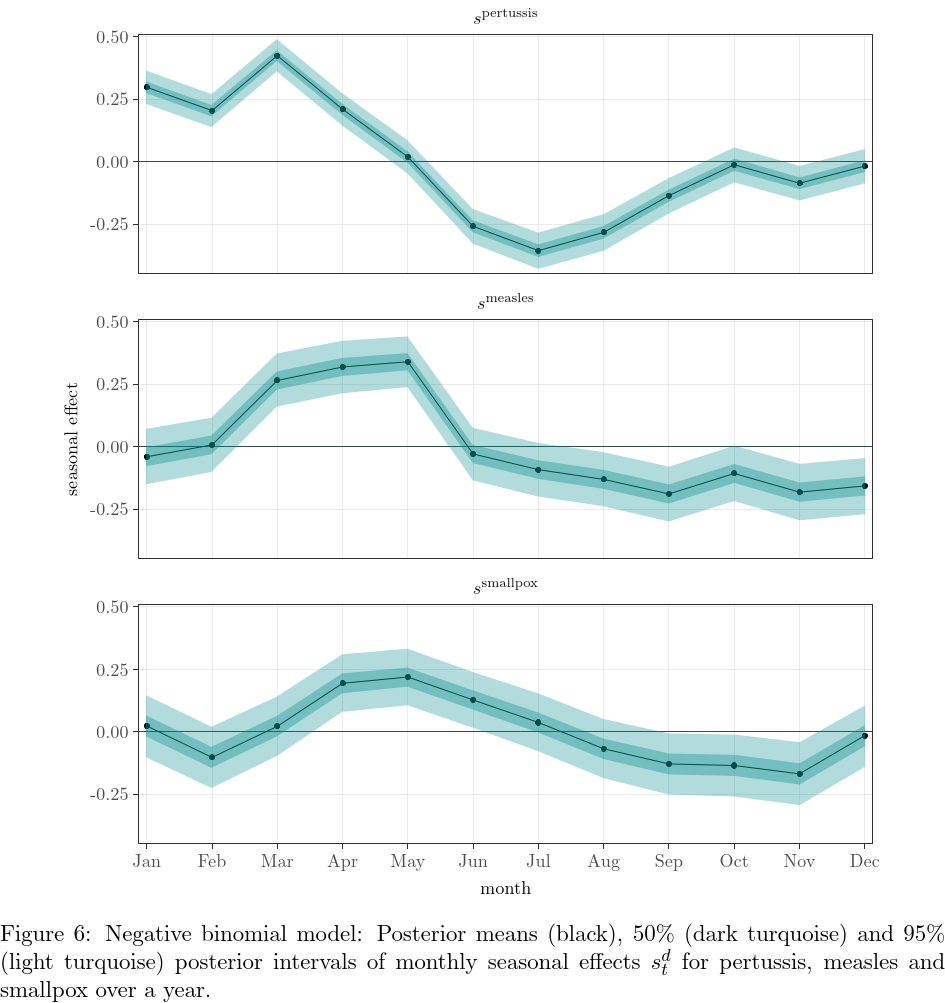 s^pertussis
0.50
0.25
0.00
-0.25
s^measles
0.50
0.25
0.00
-0.25
seasonal effect
s^smallpox
0.50
0.25
0.00
-0.25
Jan Feb Mar Apr May Jun Jul Aug Sep Oct Nov Dec
month
Figure 6: Negative binomial model: Posterior means (black), 50% (dark turquoise) and 95%
(light turquoise) posterior intervals of monthly seasonal effects s_t^d for pertussis, measles and
smallpox over a year.